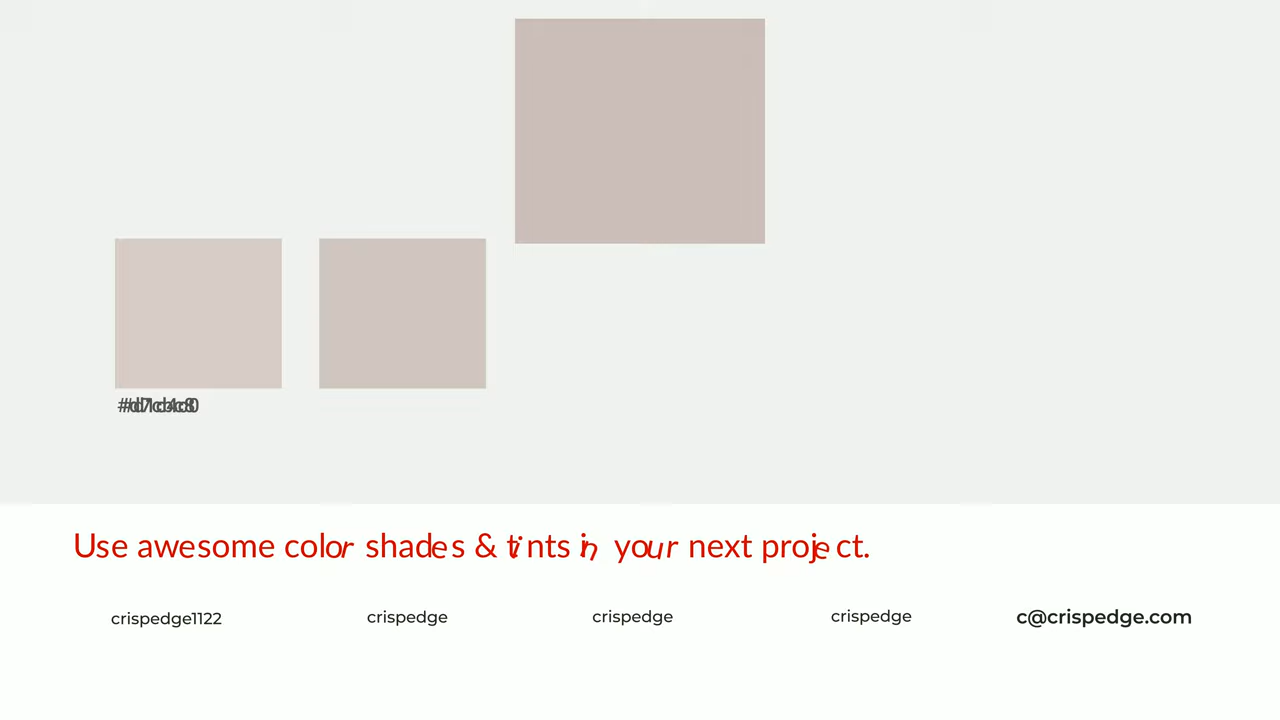 Use awesome color shades & tints in your next project.
crispedge1122 crispedge crispedge crispedge c@crispedge.com